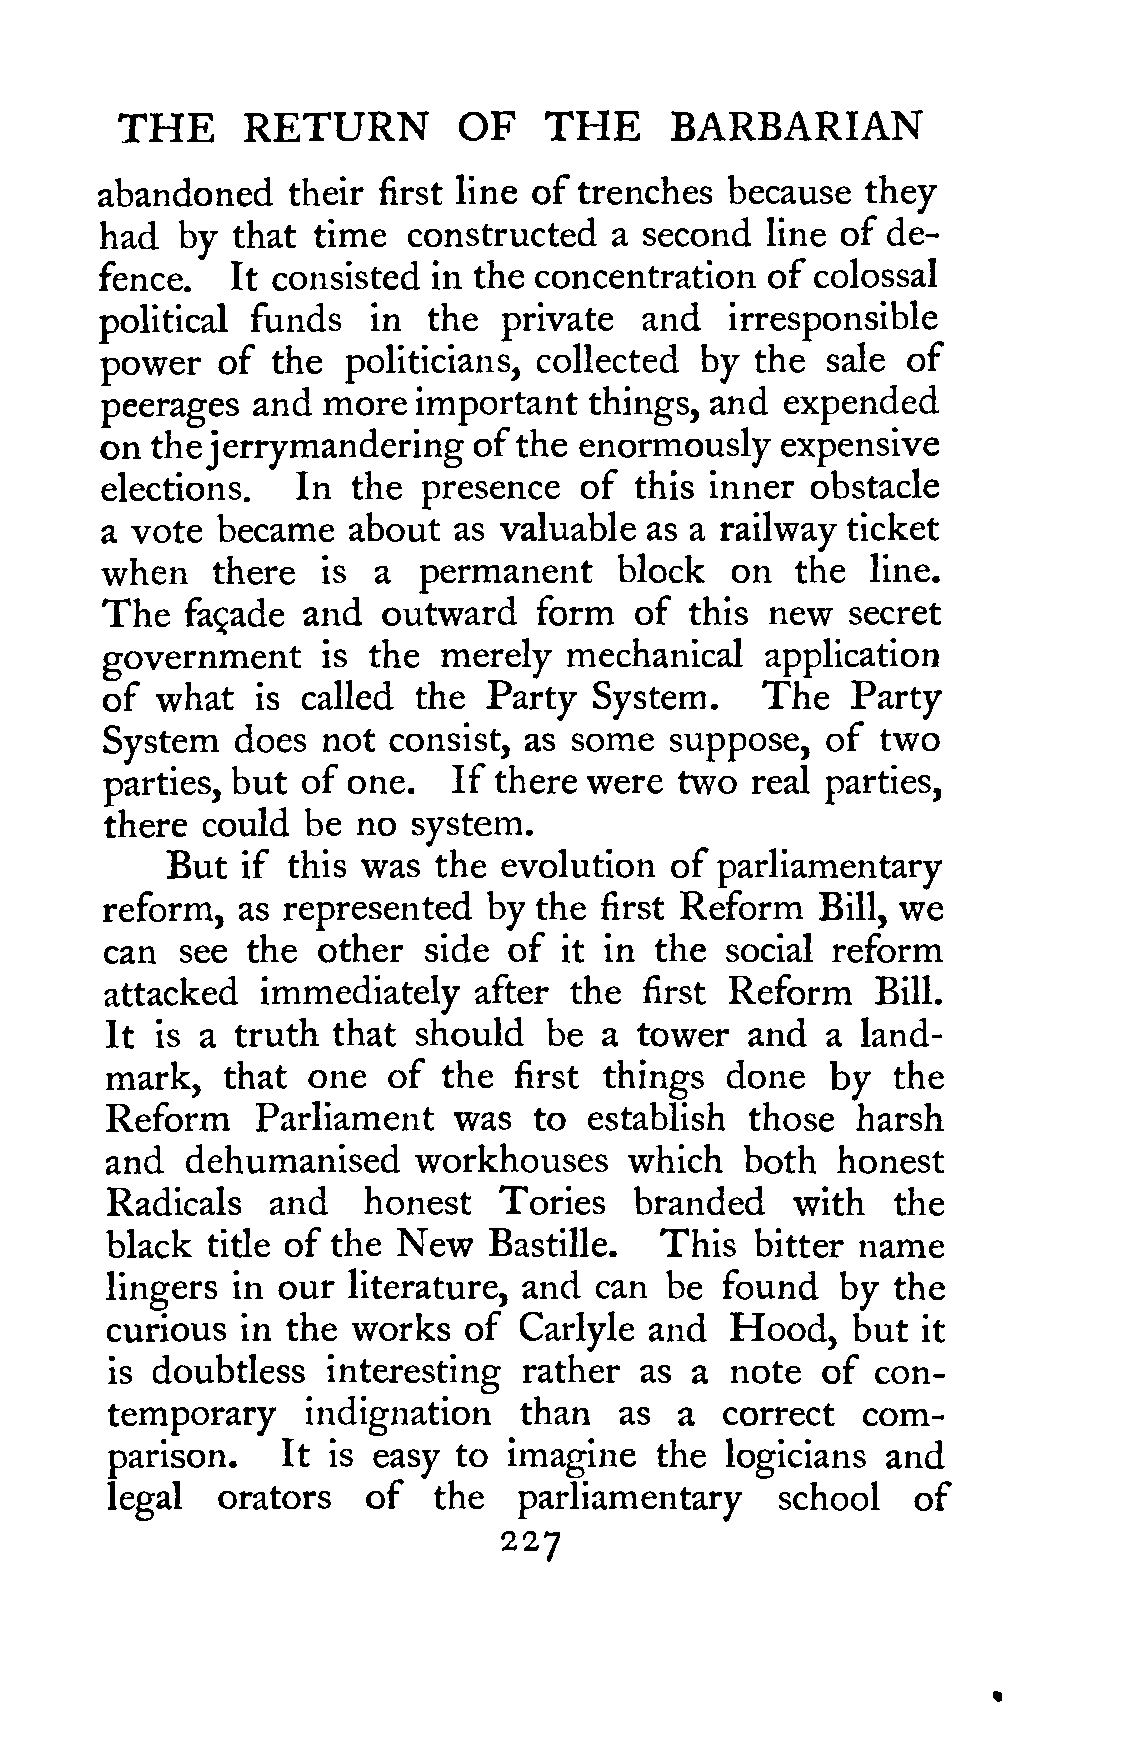 THE RETURN OF THE BARBARIAN
abandoned their first line of trenches because they
had by that time constructed a second line of de-
fence. It consisted in the concentration of colossal
political funds in the private and irresponsible
power of the politicians, collected by the sale of
peerages and more important things, and expended
on the jerrymandering of the enormously expensive
elections. In the presence of this inner obstacle
a vote became about as valuable as a railway ticket
when there is a permanent block on the line.
The façade and outward form of this new secret
government is the merely mechanical application
of what is called the Party System. The Party
System does not consist, as some suppose, of two
parties, but of one. If there were two real parties,
there could be no system.
But if this was the evolution of parliamentary
reform, as represented by the first Reform Bill, we
can see the other side of it in the social reform
attacked immediately after the first Reform Bill.
It is a truth that should be a tower and a land-
mark, that one of the first things done by the
Reform Parliament was to establish those harsh
and dehumanised workhouses which both honest
Radicals and honest Tories branded with the
black title of the New Bastille. This bitter name
lingers in our literature, and can be found by the
curious in the works of Carlyle and Hood, but it
is doubtless interesting rather as a note of con-
temporary indignation than as a correct com-
parison. It is easy to imagine the logicians and
legal orators of the parliamentary school of
227